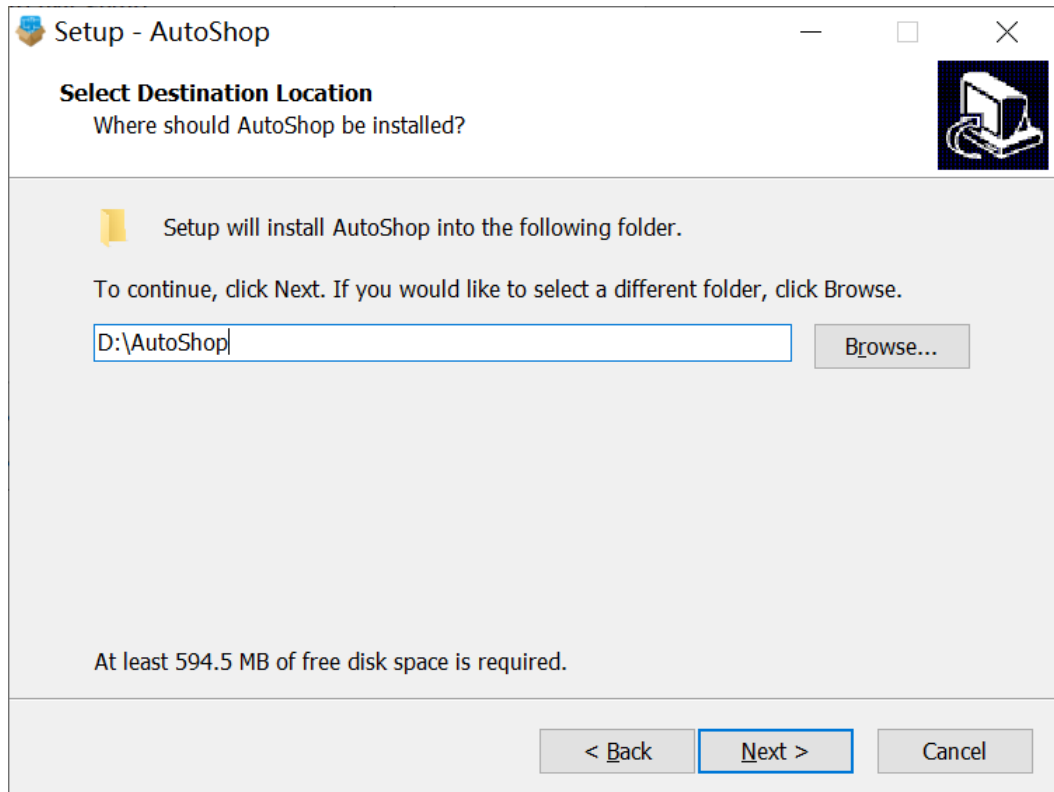 Setup - AutoShop
Select Destination Location
Where should AutoShop be installed?
Setup will install AutoShop into the following folder.
To continue, click Next. If you would like to select a different folder, click Browse.
D:\AutoShop
Browse...
At least 594.5 MB of free disk space is required.
< Back
Next >
Cancel